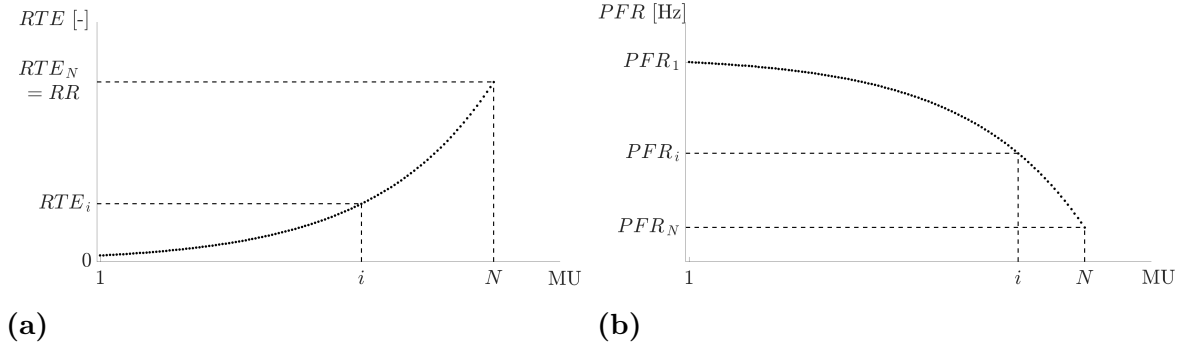 RTE [-]
RTE_N
= RR
RTE_i
0
1
i
N
MU
(a)
PFR [Hz]
PFR_1
PFR_i
PFR_N
1
i
N
MU
(b)